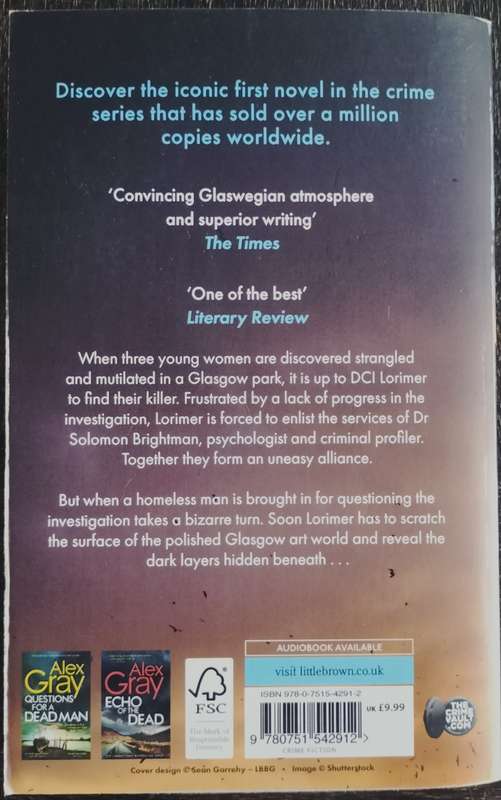 Discover the iconic first novel in the crime
series that has sold over a million
copies worldwide.
‘Convincing Glaswegian atmosphere
and superior writing’
The Times
‘One of the best’
Literary Review
When three young women are discovered strangled
and mutilated in a Glasgow park, it is up to DCI Lorimer
to find their killer. Frustrated by a lack of progress in the
investigation, Lorimer is forced to enlist the services of Dr
Solomon Brightman, psychologist and criminal profiler.
Together they form an uneasy alliance.
But when a homeless man is brought in for questioning the
investigation takes a bizarre turn. Soon Lorimer has to scratch
the surface of the polished Glasgow art world and reveal the
dark layers hidden beneath . . .
Alex
Gray
QUESTIONS
FOR A
DEAD MAN
Alex
Gray
ECHO
OF THE
DEAD
FSC
The Mark of
Responsible
Forestry
AUDIOBOOK AVAILABLE
visit littlebrown.co.uk
ISBN 978-0-7515-4291-2
UK £9.99
9 780751 542912 >
CRIME FICTION
THE
CRIME
VAULT
.COM
Cover design © Sean Garrehy – LBBG • Image © Shutterstock